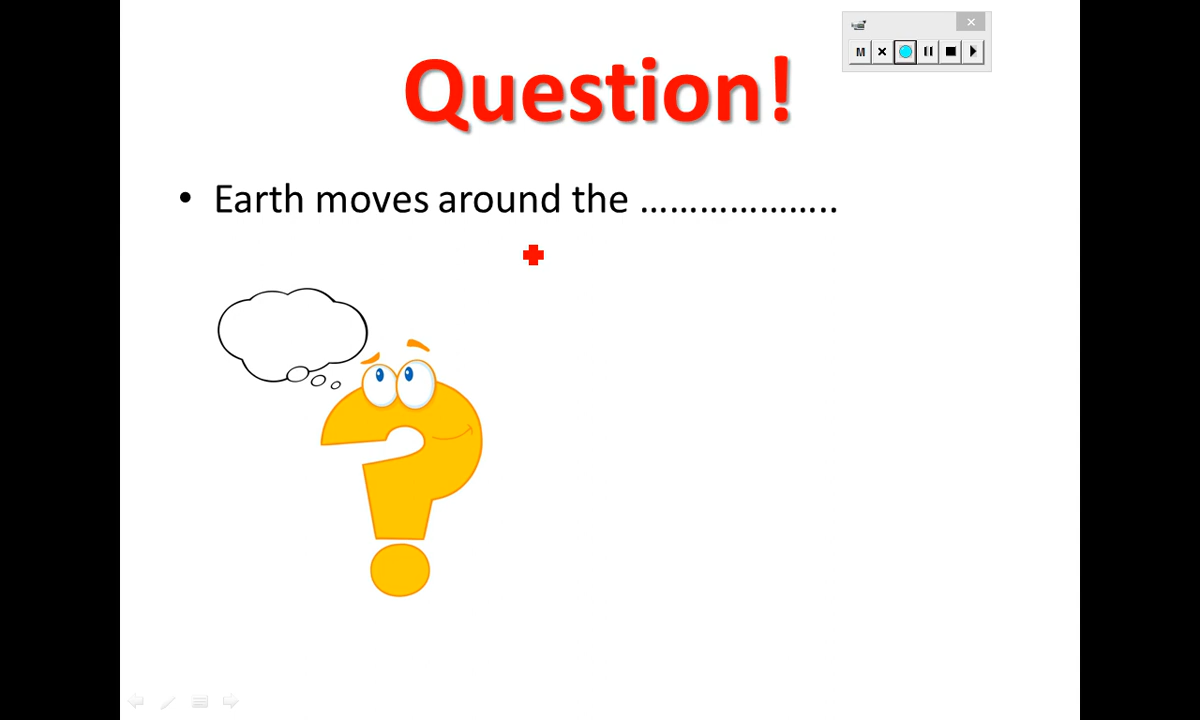 Question!
• Earth moves around the ………………..
M